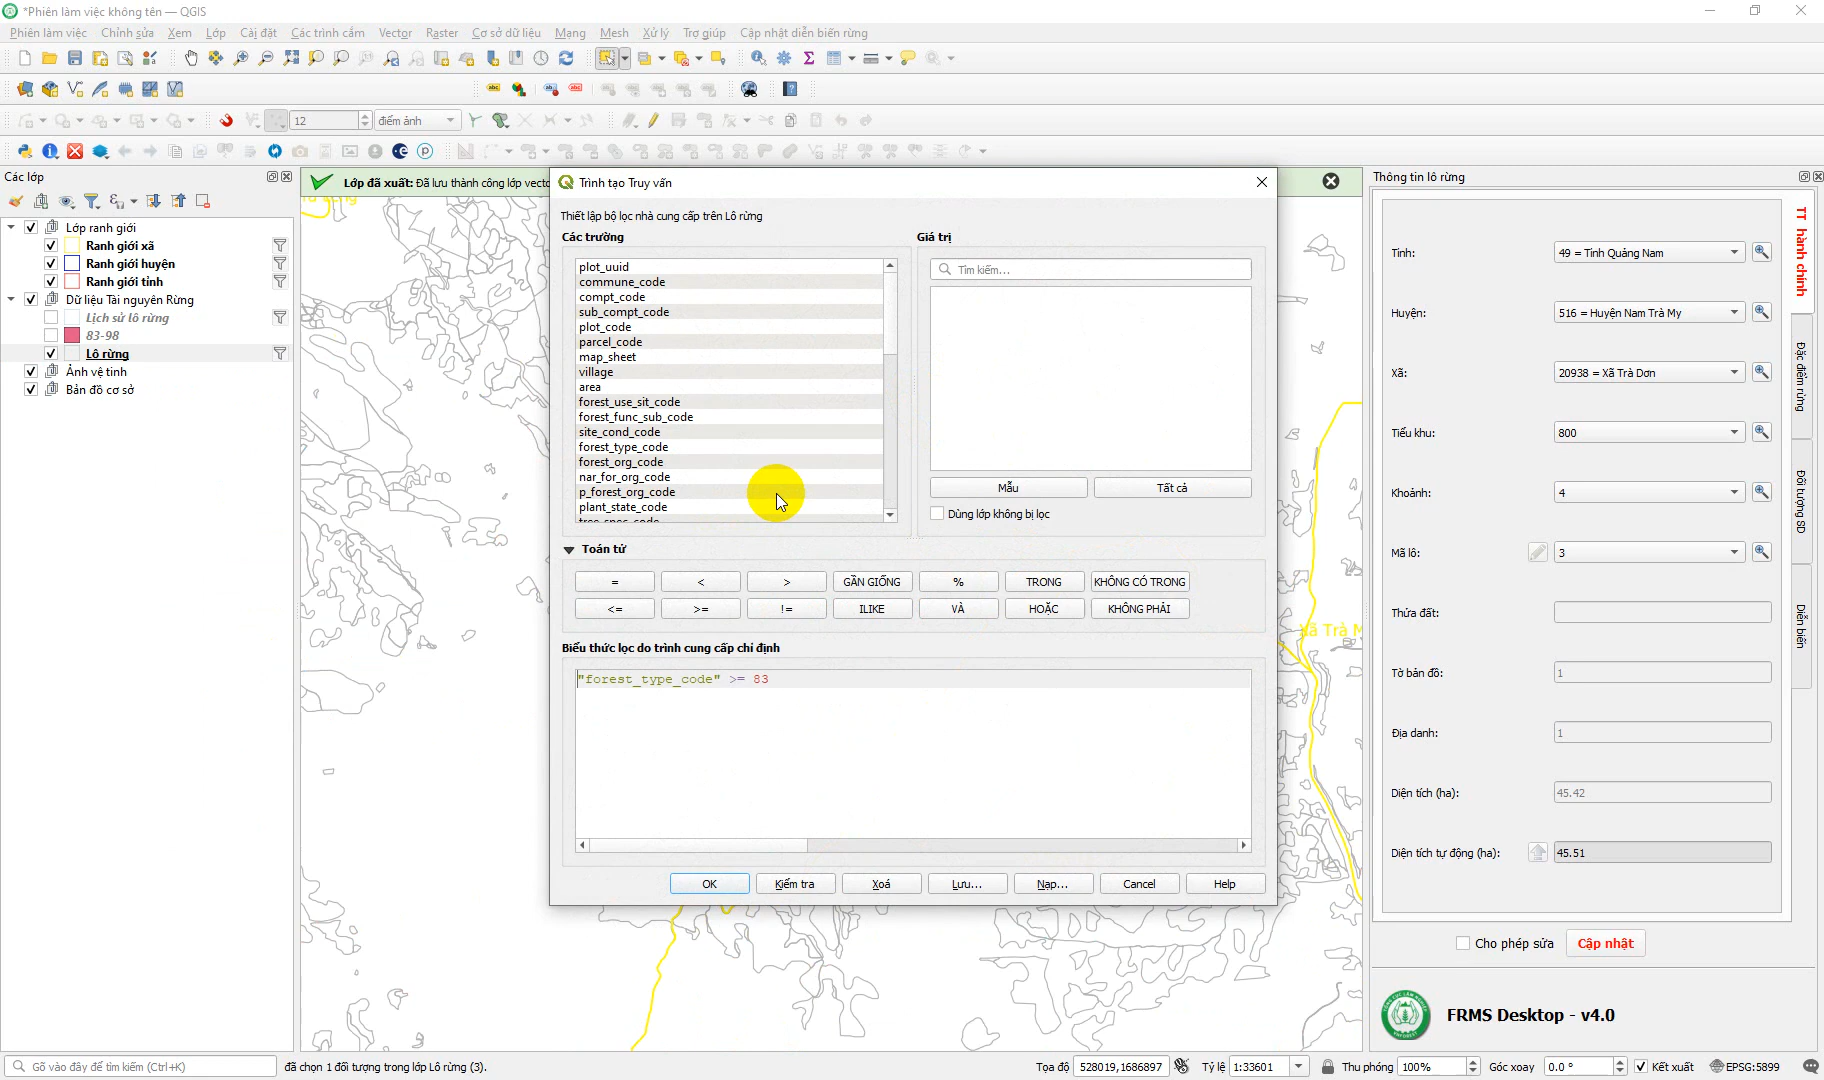 *Phiên làm việc không tên — QGIS
Phiên làm việc Chỉnh sửa Xem Lớp Cài đặt Các trình cắm Vector Raster Cơ sở dữ liệu Mạng Mesh Xử lý Trợ giúp Cập nhật diễn biến rừng
12 điểm ảnh
Các lớp
Lớp ranh giới
Ranh giới xã
Ranh giới huyện
Ranh giới tỉnh
Dữ liệu Tài nguyên Rừng
Lịch sử lô rừng
83-98
Lô rừng
Ảnh vệ tinh
Bản đồ cơ sở
Lớp đã xuất: Đã lưu thành công lớp vecto
Trình tạo Truy vấn
Thiết lập bộ lọc nhà cung cấp trên Lô rừng
Các trường
plot_uuid
commune_code
compt_code
sub_compt_code
plot_code
parcel_code
map_sheet
village
area
forest_use_sit_code
forest_func_sub_code
site_cond_code
forest_type_code
forest_org_code
nar_for_org_code
p_forest_org_code
plant_state_code
tree_spec_code
Giá trị
Tìm kiếm...
Mẫu Tất cả
Dùng lớp không bị lọc
Toán tử
= < > GẦN GIỐNG % TRONG KHÔNG CÓ TRONG
<= >= != ILIKE VÀ HOẶC KHÔNG PHẢI
Biểu thức lọc do trình cung cấp chỉ định
"forest_type_code" >= 83
OK Kiểm tra Xoá Lưu... Nạp... Cancel Help
Xã Trà M
Thông tin lô rừng
TT hành chính
Đặc điểm rừng
Đối tượng SD
Diễn biến
Tỉnh: 49 = Tỉnh Quảng Nam
Huyện: 516 = Huyện Nam Trà My
Xã: 20938 = Xã Trà Dơn
Tiểu khu: 800
Khoảnh: 4
Mã lô: 3
Thửa đất:
Tờ bản đồ: 1
Địa danh: 1
Diện tích (ha): 45.42
Diện tích tự động (ha): 45.51
Cho phép sửa Cập nhật
FRMS Desktop - v4.0
Gõ vào đây để tìm kiếm (Ctrl+K) đã chọn 1 đối tượng trong lớp Lô rừng (3). Tọa độ 528019,1686897 Tỷ lệ 1:33601 Thu phóng 100% Góc xoay 0.0 ° Kết xuất EPSG:5899